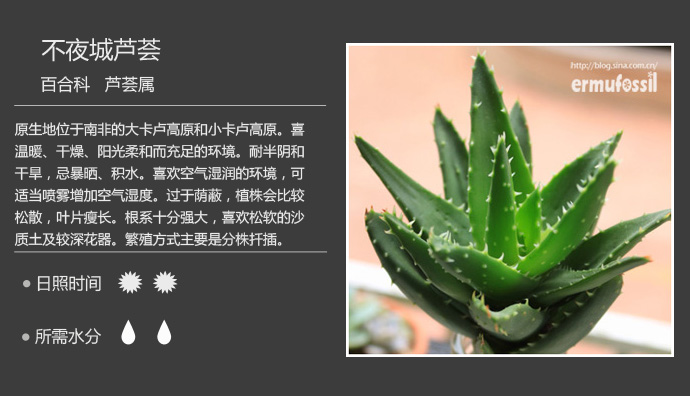 不夜城芦荟
百合科 芦荟属
原生地位于南非的大卡卢高原和小卡卢高原。喜
温暖、干燥、阳光柔和而充足的环境。耐半阴和
干旱，忌暴晒、积水。喜欢空气湿润的环境，可
适当喷雾增加空气湿度。过于荫蔽，植株会比较
松散，叶片瘦长。根系十分强大，喜欢松软的沙
质土及较深花器。繁殖方式主要是分株扦插。
日照时间
所需水分
http://blog.sina.com.cn/
ermufossil